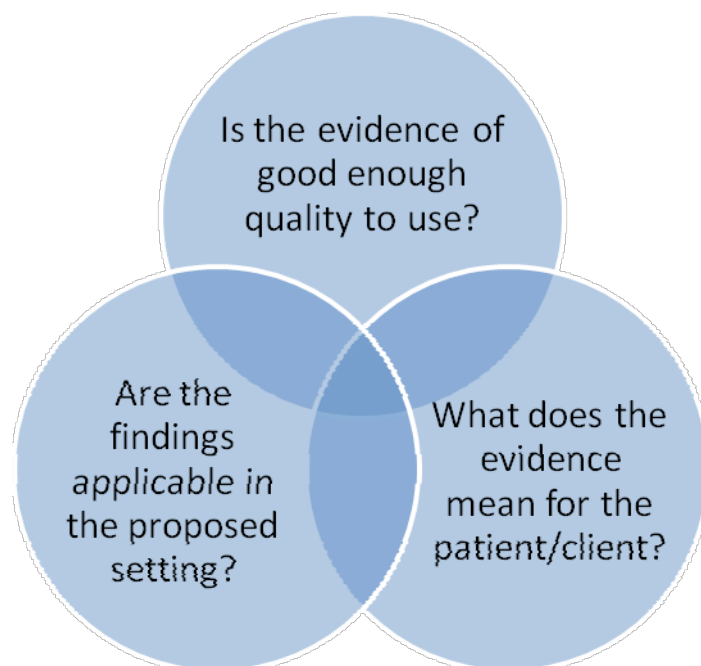 Is the evidence of
good enough
quality to use?
Are the
findings
applicable in
the proposed
setting?
What does the
evidence
mean for the
patient/client?